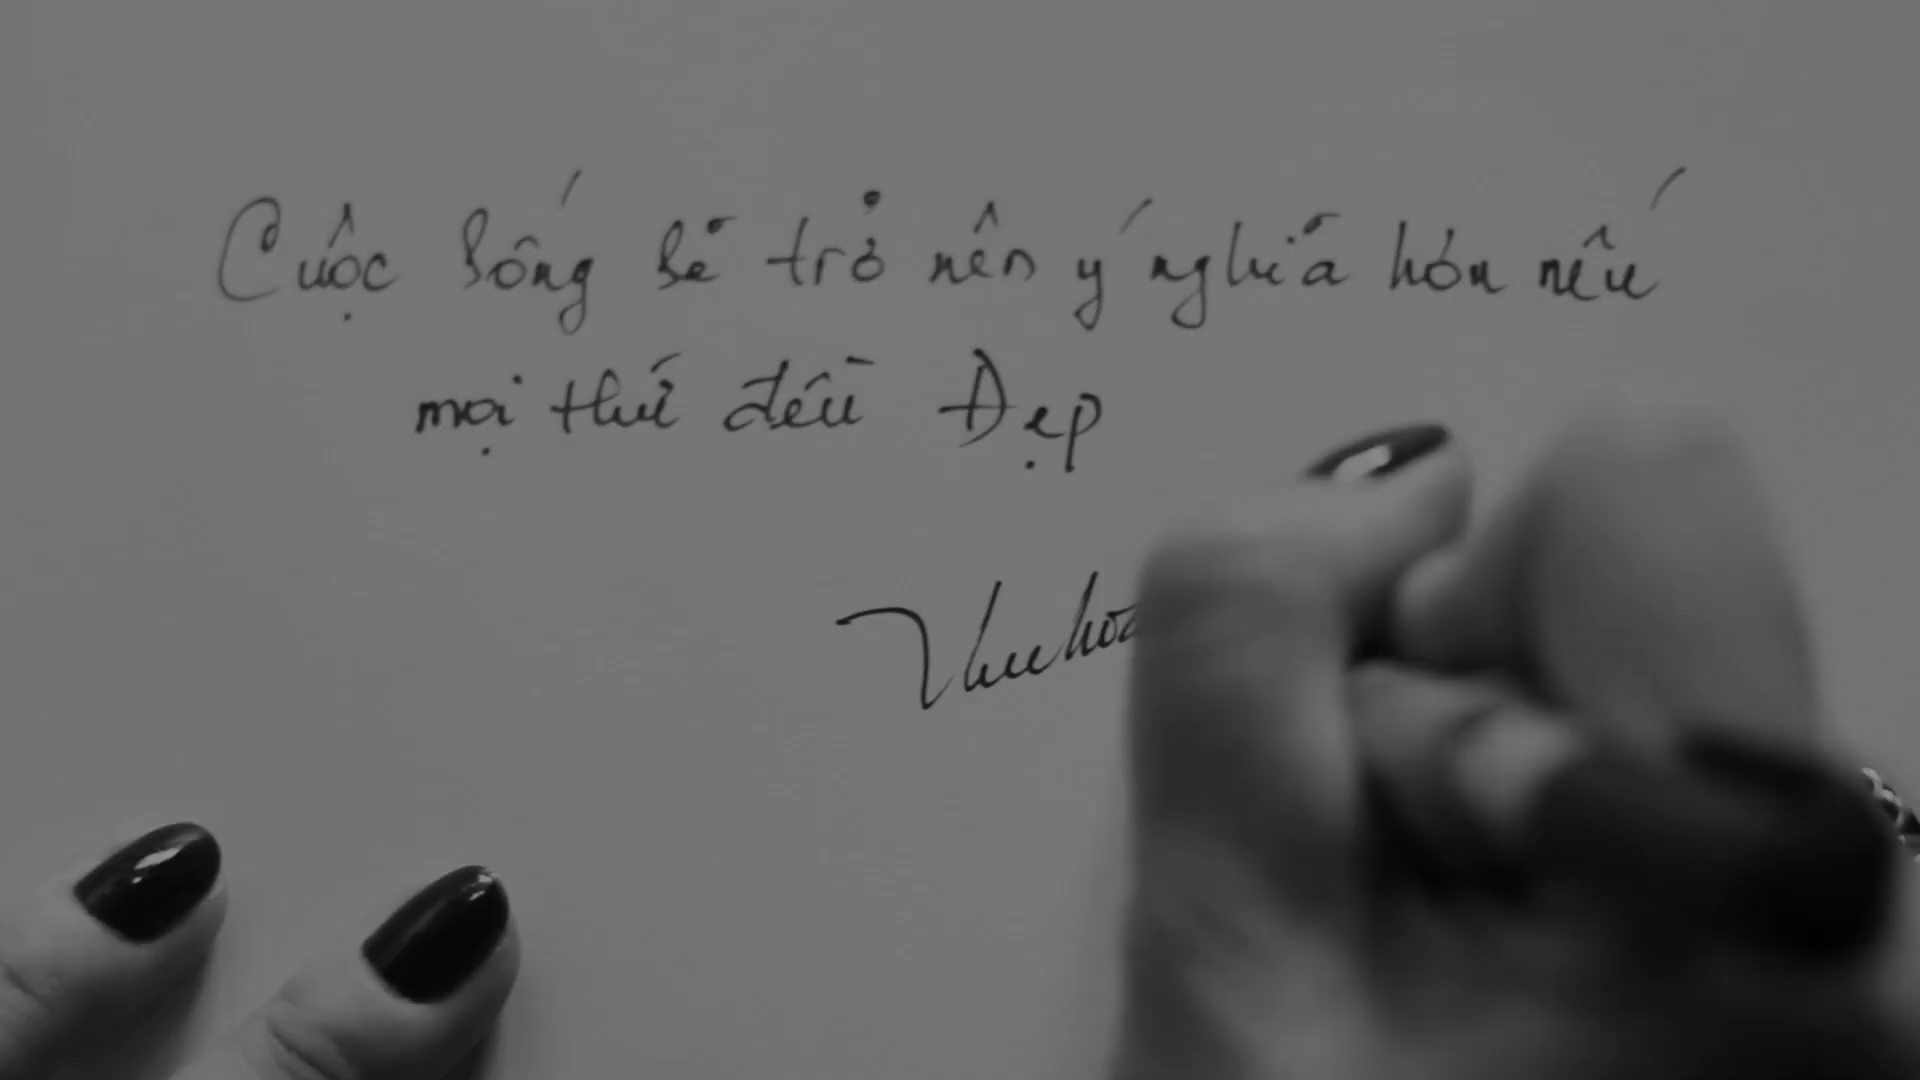 Cuộc sống sẽ trở nên ý nghĩa hơn nếu
mọi thứ đều Đẹp